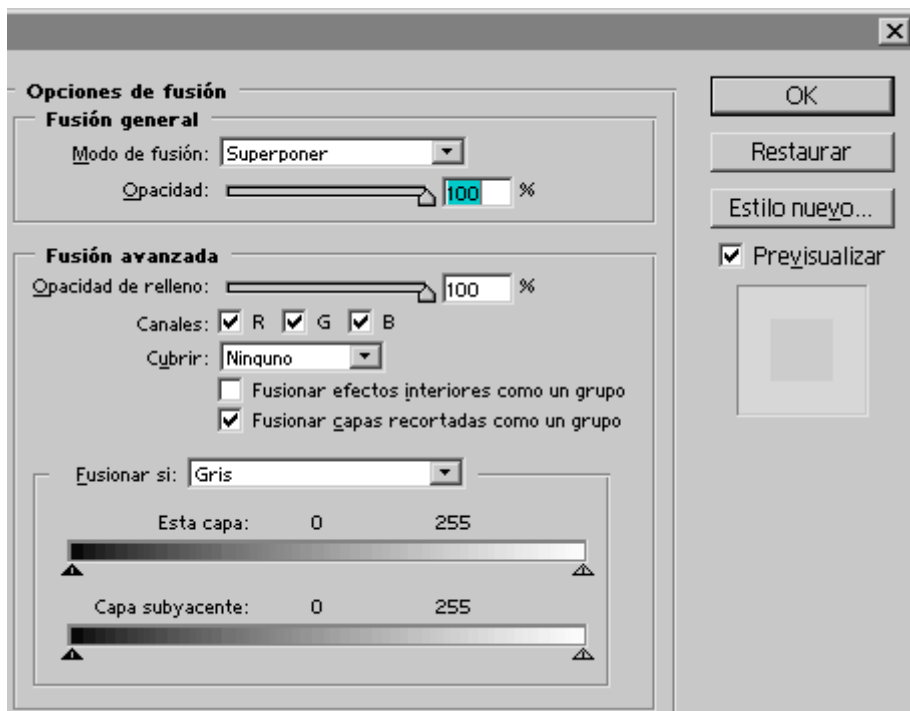 Opciones de fusión
Fusión general
Modo de fusión: Superponer
Opacidad: 100 %
Fusión avanzada
Opacidad de relleno: 100 %
Canales: R G B
Cubrir: Ninguno
Fusionar efectos interiores como un grupo
Fusionar capas recortadas como un grupo
Fusionar si: Gris
Esta capa: 0 255
Capa subyacente: 0 255
OK
Restaurar
Estilo nuevo...
Previsualizar